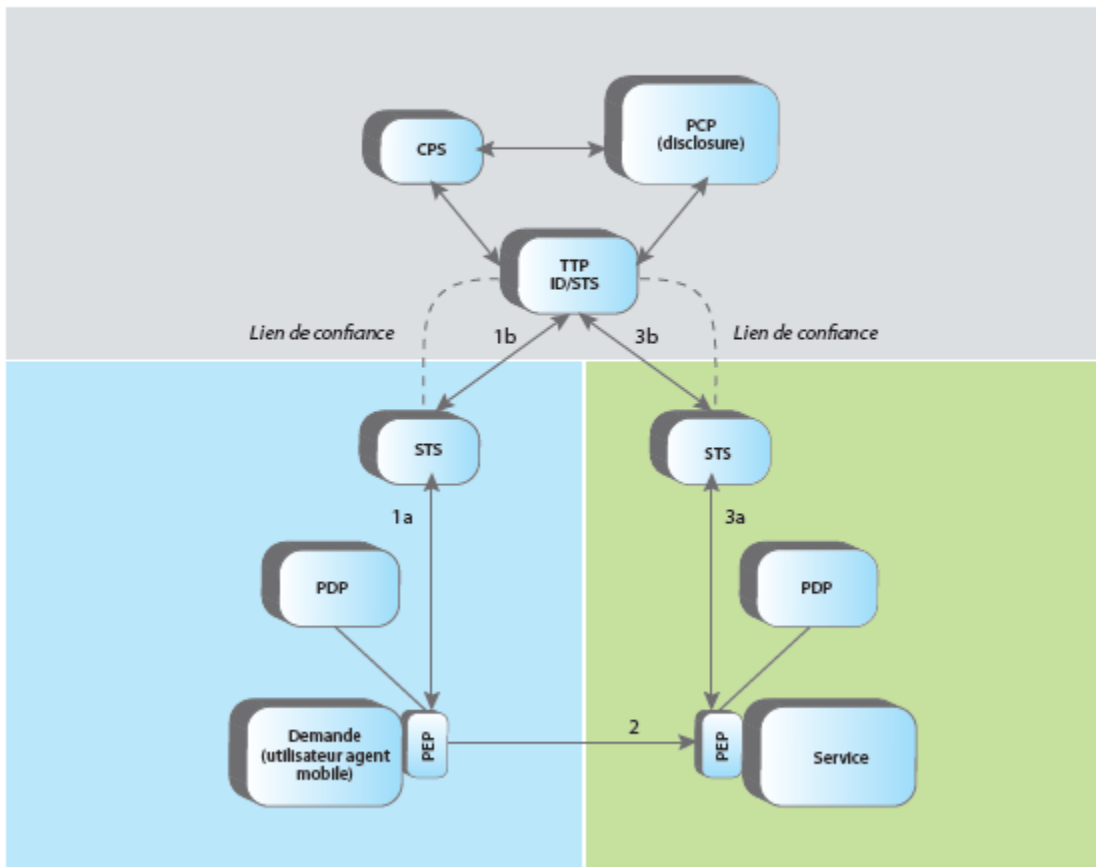 CPS
PCP
(disclosure)
TTP
ID/STS
Lien de confiance
1b
3b
Lien de confiance
STS
STS
1a
3a
PDP
PDP
Demande
(utilisateur agent
mobile)
PEP
2
PEP
Service